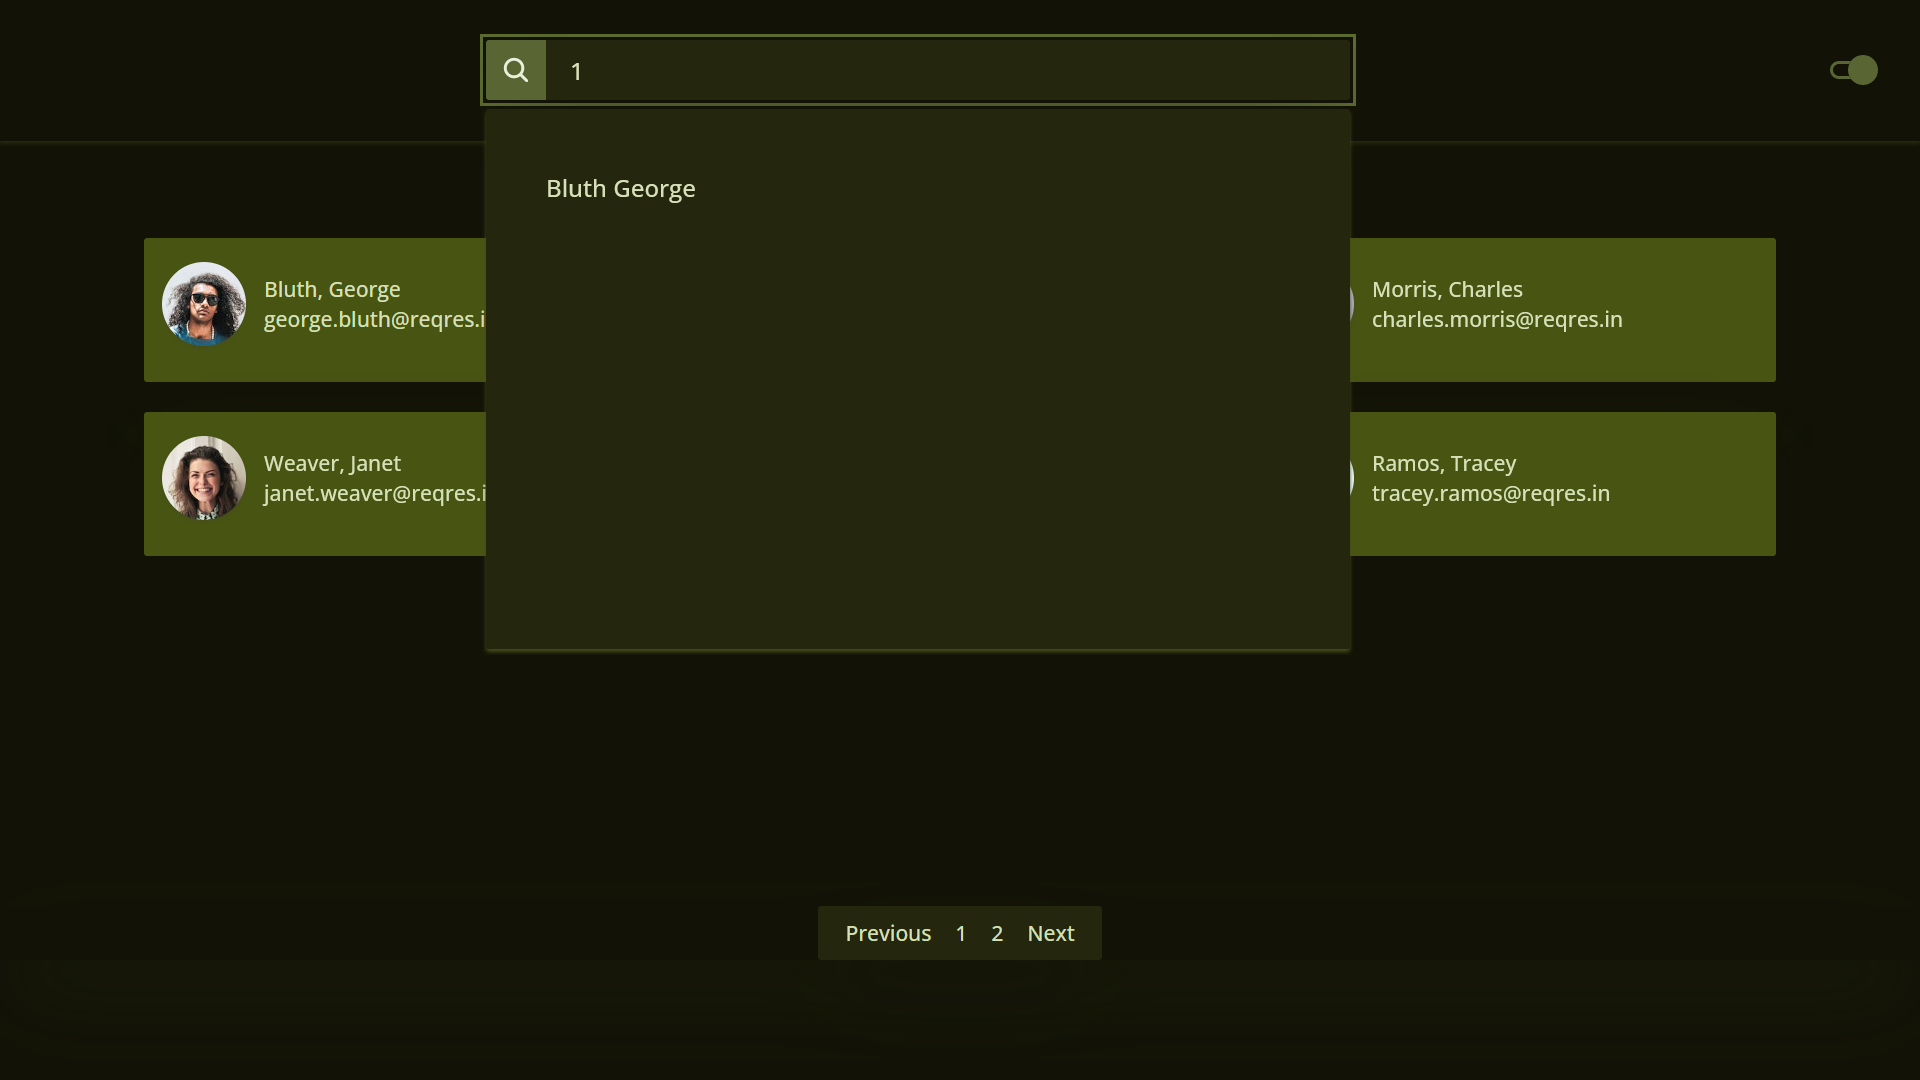 1
Bluth George
Bluth, George
george.bluth@reqres.i
Morris, Charles
charles.morris@reqres.in
Weaver, Janet
janet.weaver@reqres.i
Ramos, Tracey
tracey.ramos@reqres.in
Previous 1 2 Next